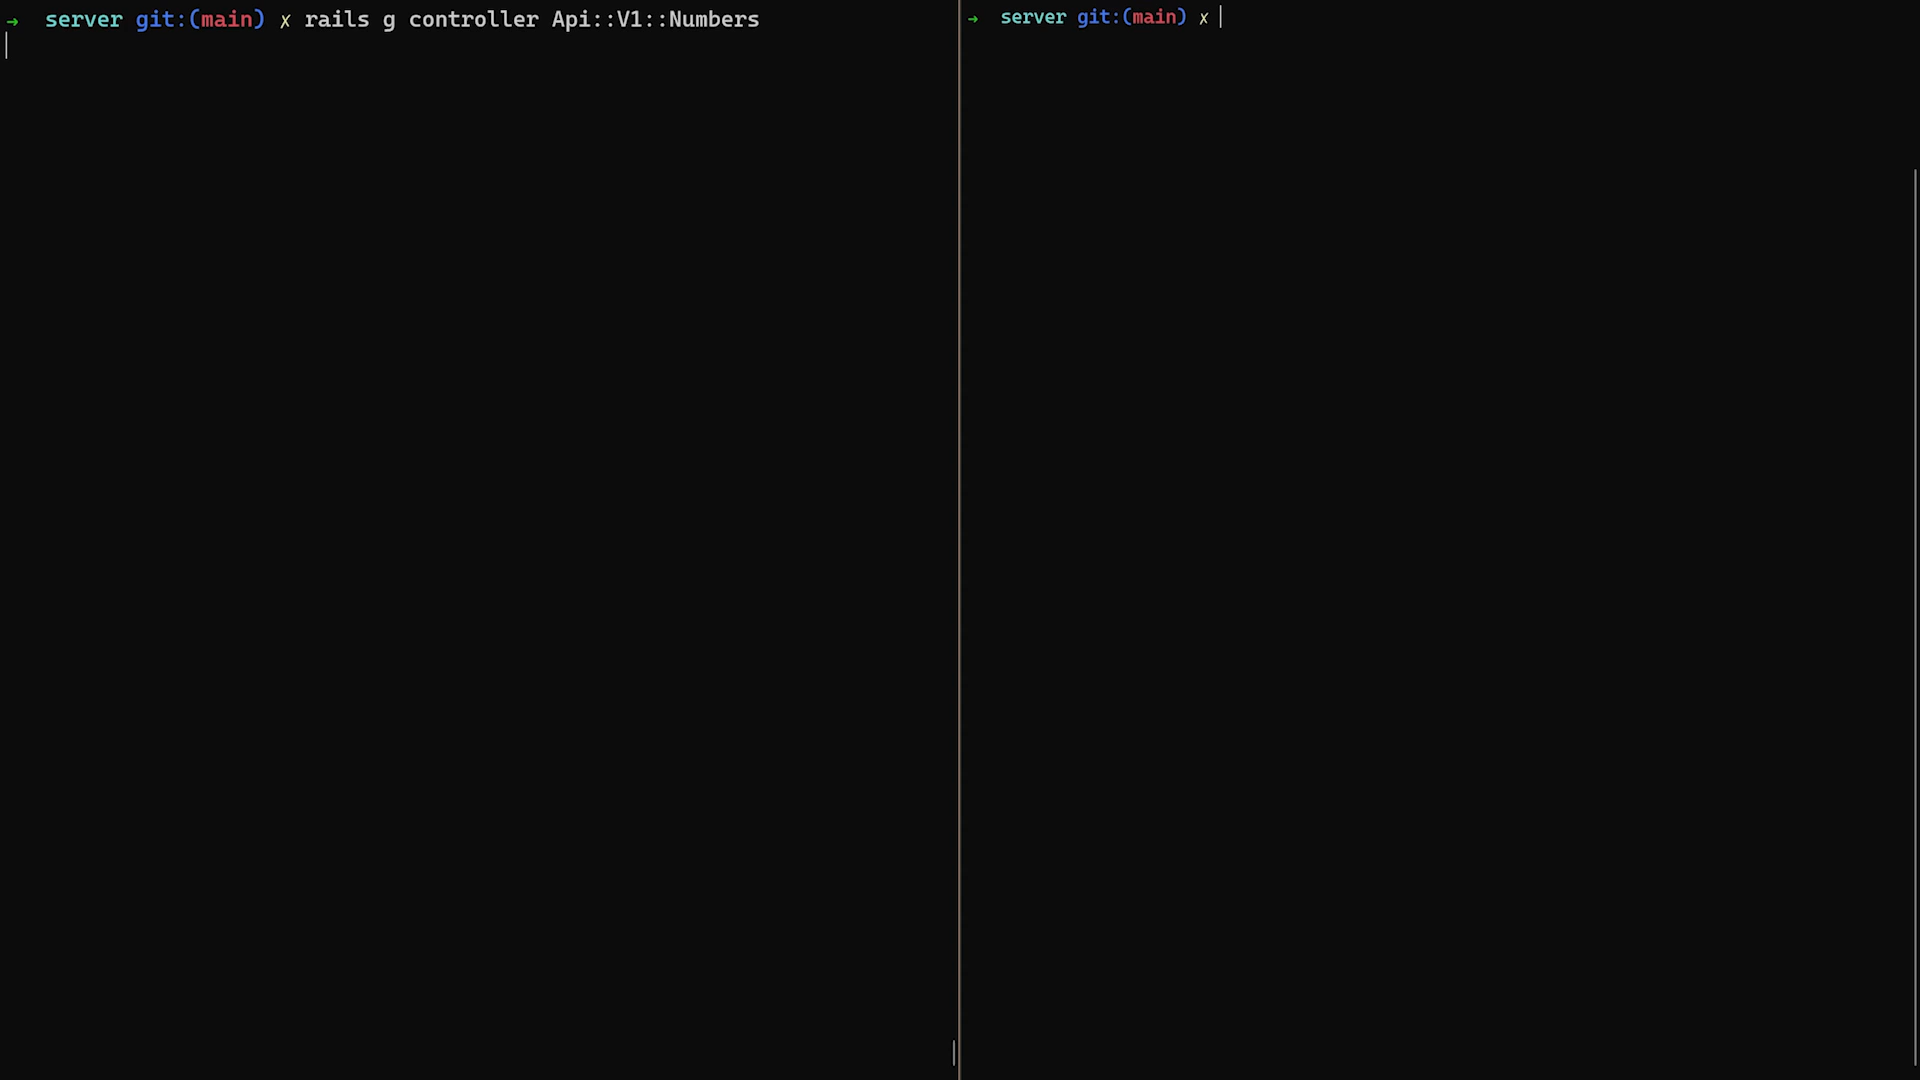 ➜ server git:(main) ✗ rails g controller Api::V1::Numbers
➜ server git:(main) ✗